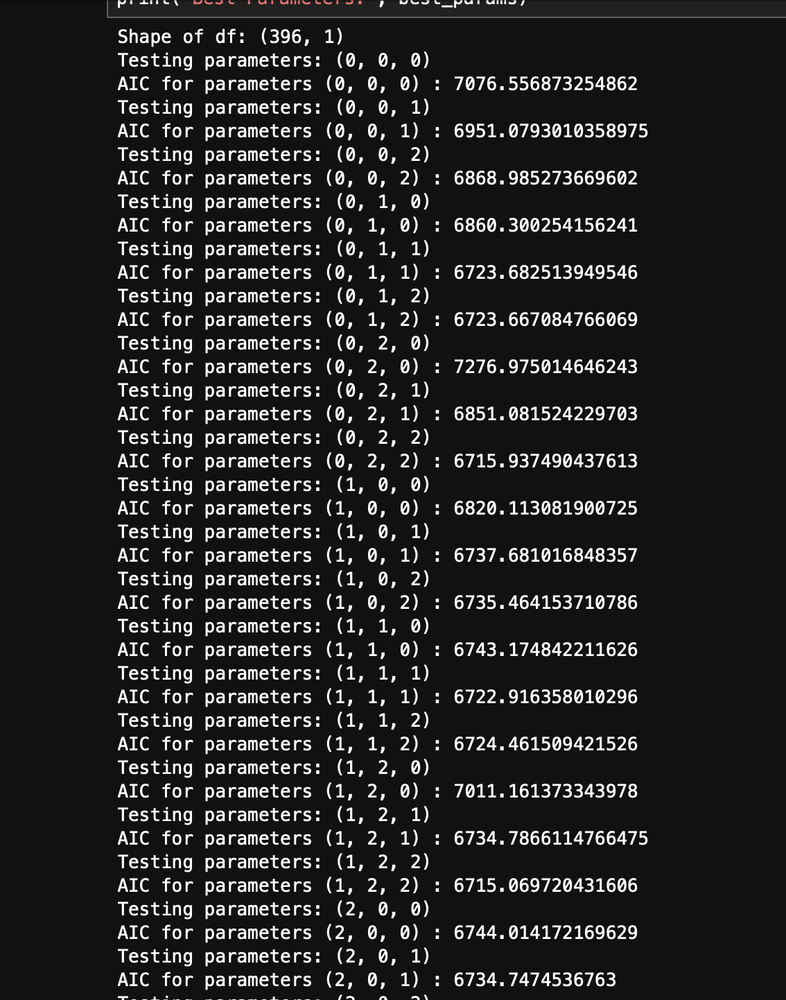 print("Best Parameters:", best_params)
Shape of df: (396, 1)
Testing parameters: (0, 0, 0)
AIC for parameters (0, 0, 0) : 7076.556873254862
Testing parameters: (0, 0, 1)
AIC for parameters (0, 0, 1) : 6951.0793010358975
Testing parameters: (0, 0, 2)
AIC for parameters (0, 0, 2) : 6868.985273669602
Testing parameters: (0, 1, 0)
AIC for parameters (0, 1, 0) : 6860.300254156241
Testing parameters: (0, 1, 1)
AIC for parameters (0, 1, 1) : 6723.682513949546
Testing parameters: (0, 1, 2)
AIC for parameters (0, 1, 2) : 6723.667084766069
Testing parameters: (0, 2, 0)
AIC for parameters (0, 2, 0) : 7276.975014646243
Testing parameters: (0, 2, 1)
AIC for parameters (0, 2, 1) : 6851.081524229703
Testing parameters: (0, 2, 2)
AIC for parameters (0, 2, 2) : 6715.937490437613
Testing parameters: (1, 0, 0)
AIC for parameters (1, 0, 0) : 6820.113081900725
Testing parameters: (1, 0, 1)
AIC for parameters (1, 0, 1) : 6737.681016848357
Testing parameters: (1, 0, 2)
AIC for parameters (1, 0, 2) : 6735.464153710786
Testing parameters: (1, 1, 0)
AIC for parameters (1, 1, 0) : 6743.174842211626
Testing parameters: (1, 1, 1)
AIC for parameters (1, 1, 1) : 6722.916358010296
Testing parameters: (1, 1, 2)
AIC for parameters (1, 1, 2) : 6724.461509421526
Testing parameters: (1, 2, 0)
AIC for parameters (1, 2, 0) : 7011.161373343978
Testing parameters: (1, 2, 1)
AIC for parameters (1, 2, 1) : 6734.7866114766475
Testing parameters: (1, 2, 2)
AIC for parameters (1, 2, 2) : 6715.069720431606
Testing parameters: (2, 0, 0)
AIC for parameters (2, 0, 0) : 6744.014172169629
Testing parameters: (2, 0, 1)
AIC for parameters (2, 0, 1) : 6734.7474536763